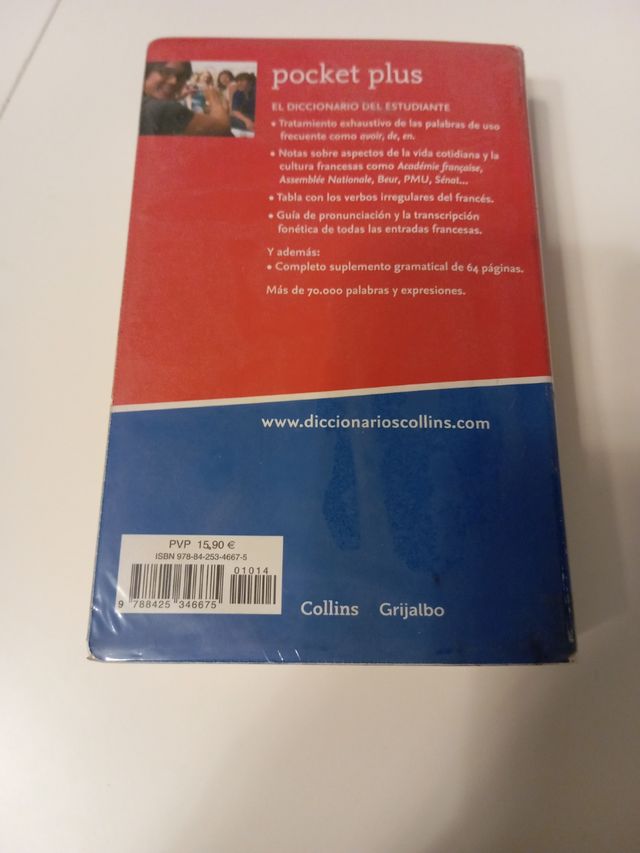 pocket plus
EL DICCIONARIO DEL ESTUDIANTE
• Tratamiento exhaustivo de las palabras de uso
frecuente como avoir, de, en.
• Notas sobre aspectos de la vida cotidiana y la
cultura francesas como Académie française,
Assemblée Nationale, Beur, PMU, Sénat...
• Tabla con los verbos irregulares del francés.
• Guía de pronunciación y la transcripción
fonética de todas las entradas francesas.
Y además:
• Completo suplemento gramatical de 64 páginas.
Más de 70.000 palabras y expresiones.
www.diccionarioscollins.com
PVP 15,90 €
ISBN 978-84-253-4667-5
01014
9 788425 346675
Collins Grijalbo